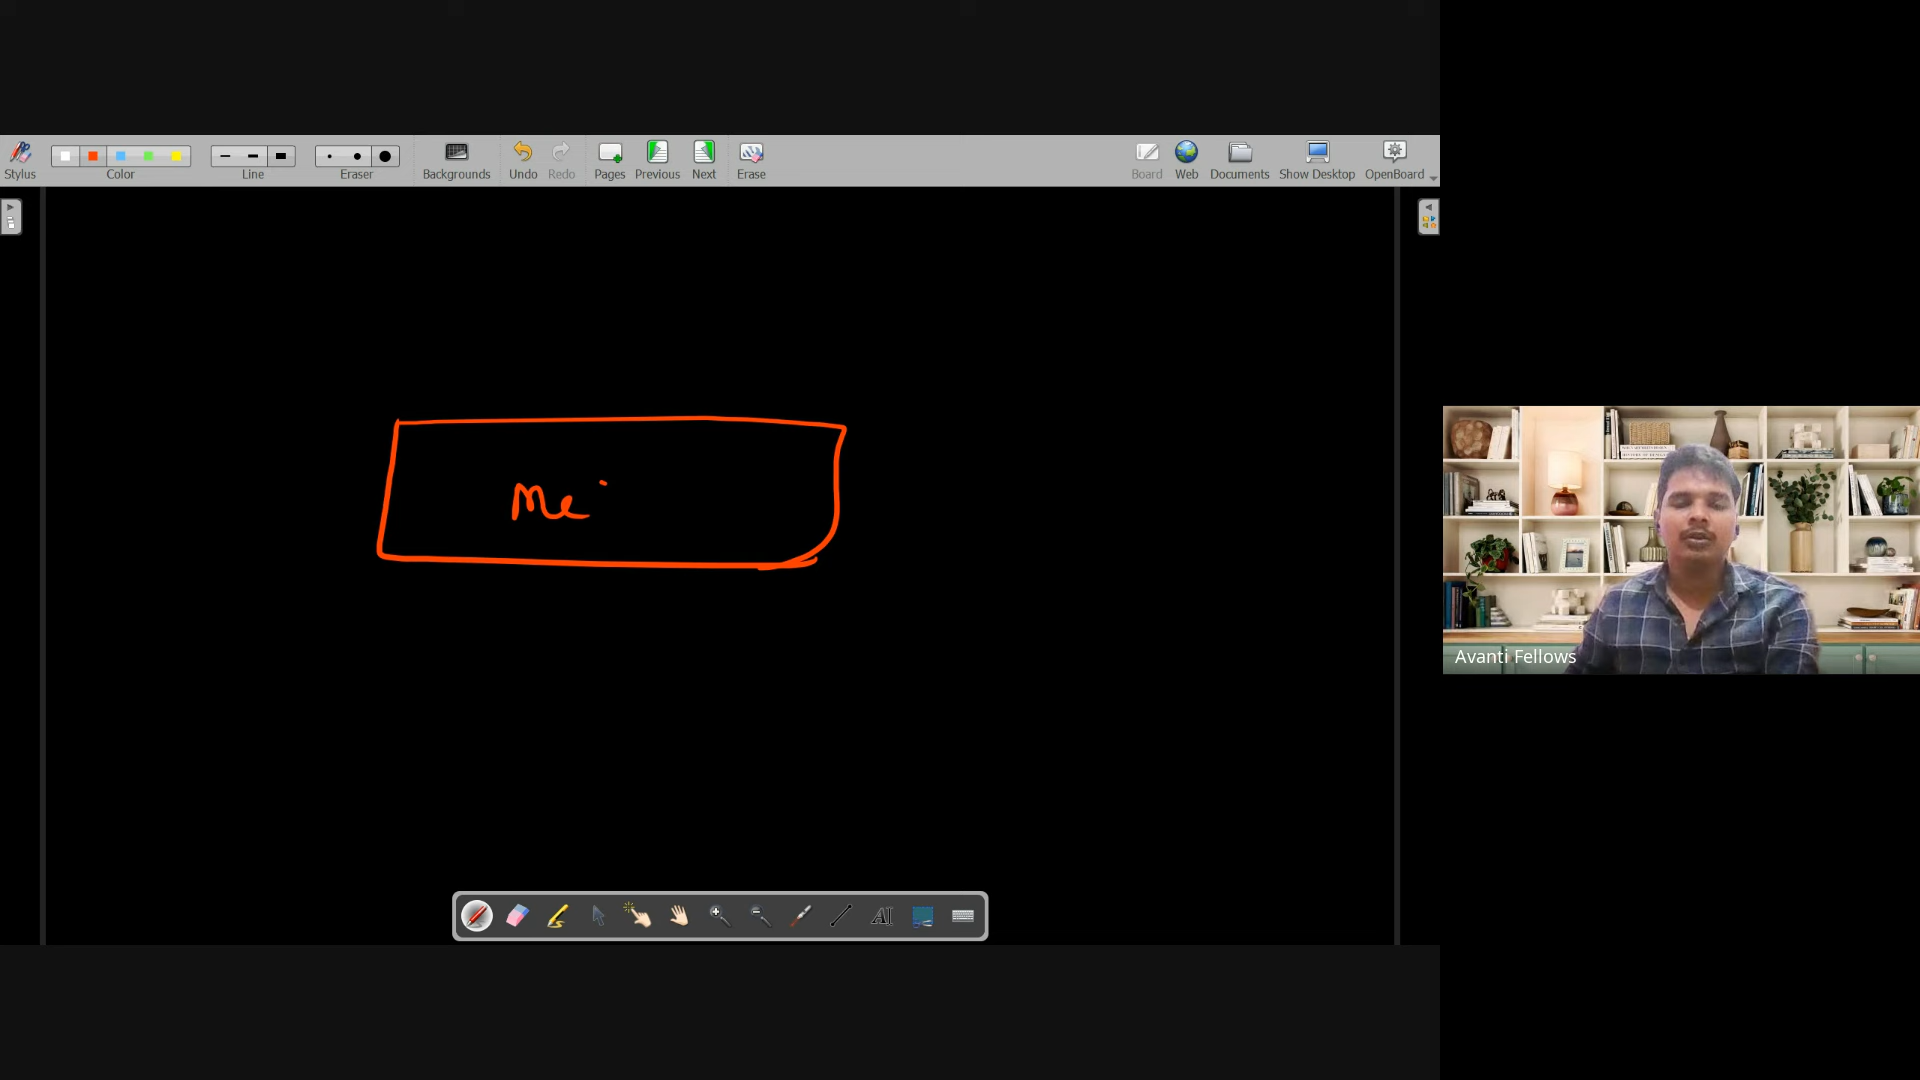 Stylus Color Line Eraser Backgrounds Undo Redo Pages Previous Next Erase Board Web Documents Show Desktop OpenBoard
Me
Avanti Fellows
AI